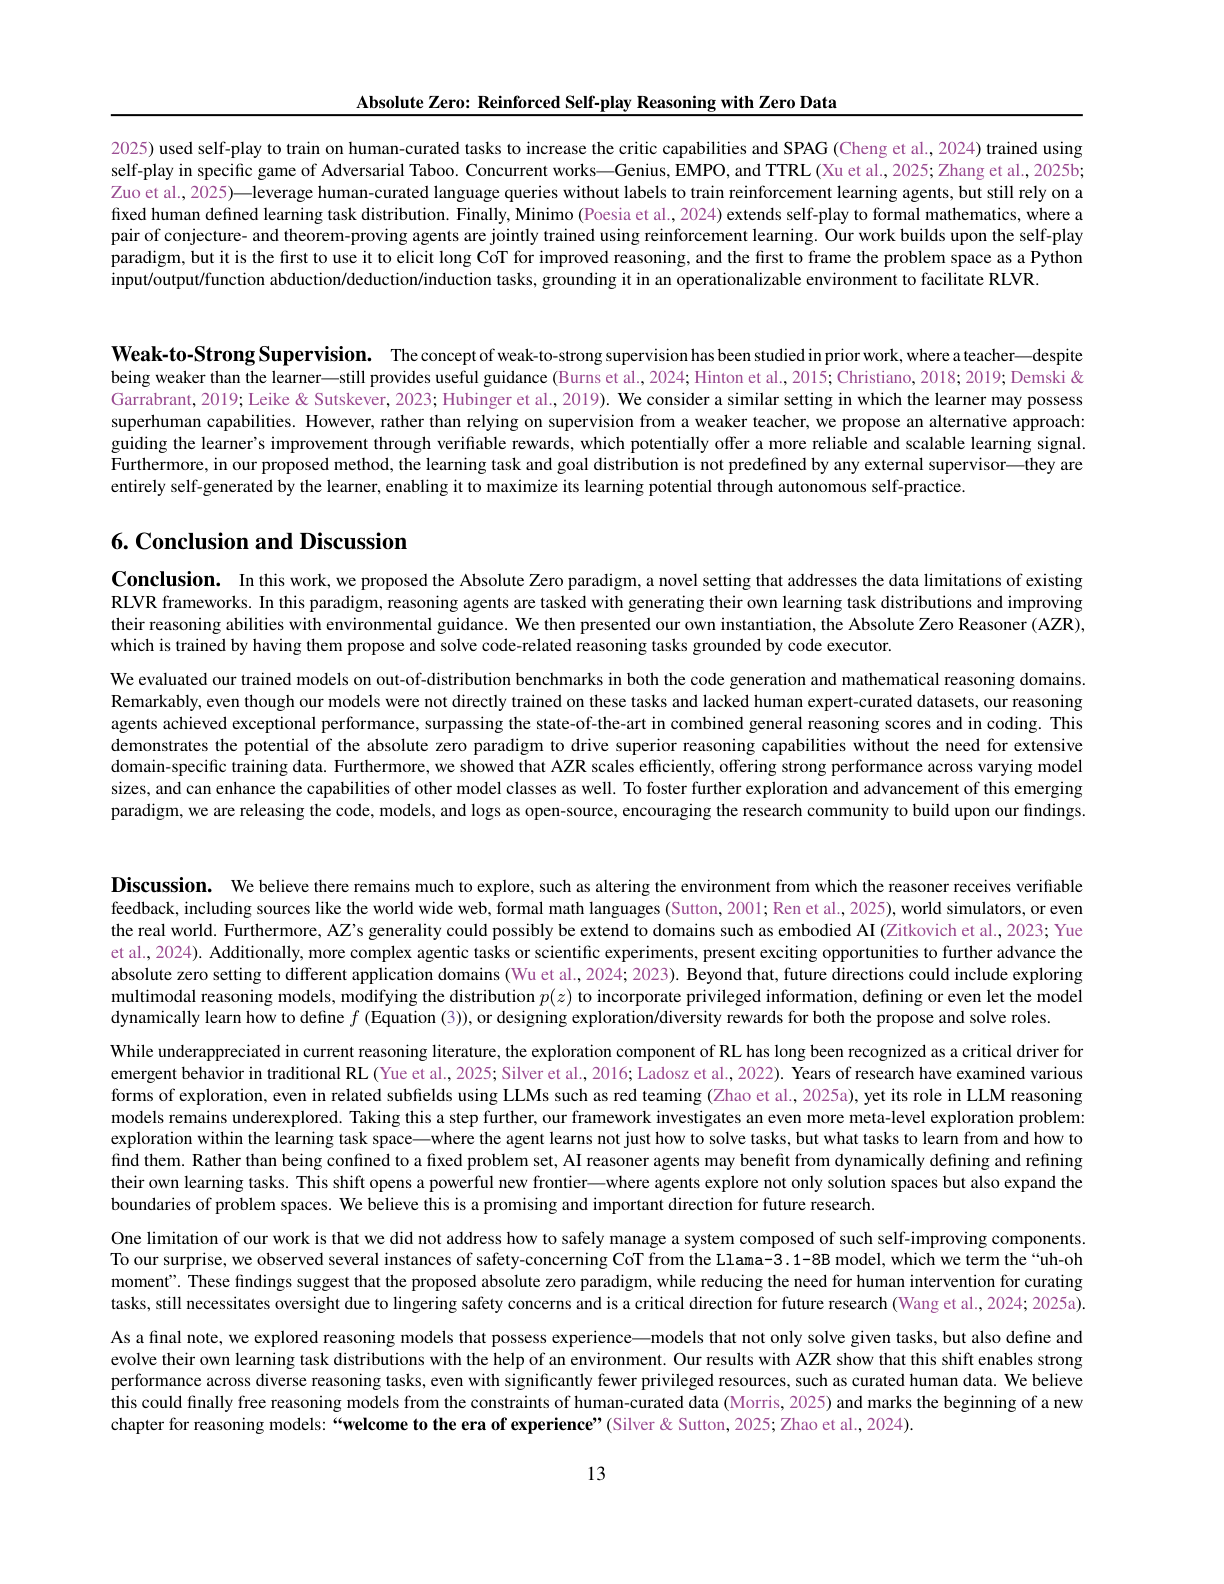 Absolute Zero: Reinforced Self-play Reasoning with Zero Data
2025) used self-play to train on human-curated tasks to increase the critic capabilities and SPAG (Cheng et al., 2024) trained using
self-play in specific game of Adversarial Taboo. Concurrent works—Genius, EMPO, and TTRL (Xu et al., 2025; Zhang et al., 2025b;
Zuo et al., 2025)—leverage human-curated language queries without labels to train reinforcement learning agents, but still rely on a
fixed human defined learning task distribution. Finally, Minimo (Poesia et al., 2024) extends self-play to formal mathematics, where a
pair of conjecture- and theorem-proving agents are jointly trained using reinforcement learning. Our work builds upon the self-play
paradigm, but it is the first to use it to elicit long CoT for improved reasoning, and the first to frame the problem space as a Python
input/output/function abduction/deduction/induction tasks, grounding it in an operationalizable environment to facilitate RLVR.
Weak-to-Strong Supervision. The concept of weak-to-strong supervision has been studied in prior work, where a teacher—despite
being weaker than the learner—still provides useful guidance (Burns et al., 2024; Hinton et al., 2015; Christiano, 2018; 2019; Demski &
Garrabrant, 2019; Leike & Sutskever, 2023; Hubinger et al., 2019). We consider a similar setting in which the learner may possess
superhuman capabilities. However, rather than relying on supervision from a weaker teacher, we propose an alternative approach:
guiding the learner's improvement through verifiable rewards, which potentially offer a more reliable and scalable learning signal.
Furthermore, in our proposed method, the learning task and goal distribution is not predefined by any external supervisor—they are
entirely self-generated by the learner, enabling it to maximize its learning potential through autonomous self-practice.
6. Conclusion and Discussion
Conclusion. In this work, we proposed the Absolute Zero paradigm, a novel setting that addresses the data limitations of existing
RLVR frameworks. In this paradigm, reasoning agents are tasked with generating their own learning task distributions and improving
their reasoning abilities with environmental guidance. We then presented our own instantiation, the Absolute Zero Reasoner (AZR),
which is trained by having them propose and solve code-related reasoning tasks grounded by code executor.
We evaluated our trained models on out-of-distribution benchmarks in both the code generation and mathematical reasoning domains.
Remarkably, even though our models were not directly trained on these tasks and lacked human expert-curated datasets, our reasoning
agents achieved exceptional performance, surpassing the state-of-the-art in combined general reasoning scores and in coding. This
demonstrates the potential of the absolute zero paradigm to drive superior reasoning capabilities without the need for extensive
domain-specific training data. Furthermore, we showed that AZR scales efficiently, offering strong performance across varying model
sizes, and can enhance the capabilities of other model classes as well. To foster further exploration and advancement of this emerging
paradigm, we are releasing the code, models, and logs as open-source, encouraging the research community to build upon our findings.
Discussion. We believe there remains much to explore, such as altering the environment from which the reasoner receives verifiable
feedback, including sources like the world wide web, formal math languages (Sutton, 2001; Ren et al., 2025), world simulators, or even
the real world. Furthermore, AZ's generality could possibly be extend to domains such as embodied AI (Zitkovich et al., 2023; Yue
et al., 2024). Additionally, more complex agentic tasks or scientific experiments, present exciting opportunities to further advance the
absolute zero setting to different application domains (Wu et al., 2024; 2023). Beyond that, future directions could include exploring
multimodal reasoning models, modifying the distribution p(z) to incorporate privileged information, defining or even let the model
dynamically learn how to define f (Equation (3)), or designing exploration/diversity rewards for both the propose and solve roles.
While underappreciated in current reasoning literature, the exploration component of RL has long been recognized as a critical driver for
emergent behavior in traditional RL (Yue et al., 2025; Silver et al., 2016; Ladosz et al., 2022). Years of research have examined various
forms of exploration, even in related subfields using LLMs such as red teaming (Zhao et al., 2025a), yet its role in LLM reasoning
models remains underexplored. Taking this a step further, our framework investigates an even more meta-level exploration problem:
exploration within the learning task space—where the agent learns not just how to solve tasks, but what tasks to learn from and how to
find them. Rather than being confined to a fixed problem set, AI reasoner agents may benefit from dynamically defining and refining
their own learning tasks. This shift opens a powerful new frontier—where agents explore not only solution spaces but also expand the
boundaries of problem spaces. We believe this is a promising and important direction for future research.
One limitation of our work is that we did not address how to safely manage a system composed of such self-improving components.
To our surprise, we observed several instances of safety-concerning CoT from the Llama-3.1-8B model, which we term the “uh-oh
moment”. These findings suggest that the proposed absolute zero paradigm, while reducing the need for human intervention for curating
tasks, still necessitates oversight due to lingering safety concerns and is a critical direction for future research (Wang et al., 2024; 2025a).
As a final note, we explored reasoning models that possess experience—models that not only solve given tasks, but also define and
evolve their own learning task distributions with the help of an environment. Our results with AZR show that this shift enables strong
performance across diverse reasoning tasks, even with significantly fewer privileged resources, such as curated human data. We believe
this could finally free reasoning models from the constraints of human-curated data (Morris, 2025) and marks the beginning of a new
chapter for reasoning models: “welcome to the era of experience” (Silver & Sutton, 2025; Zhao et al., 2024).
13